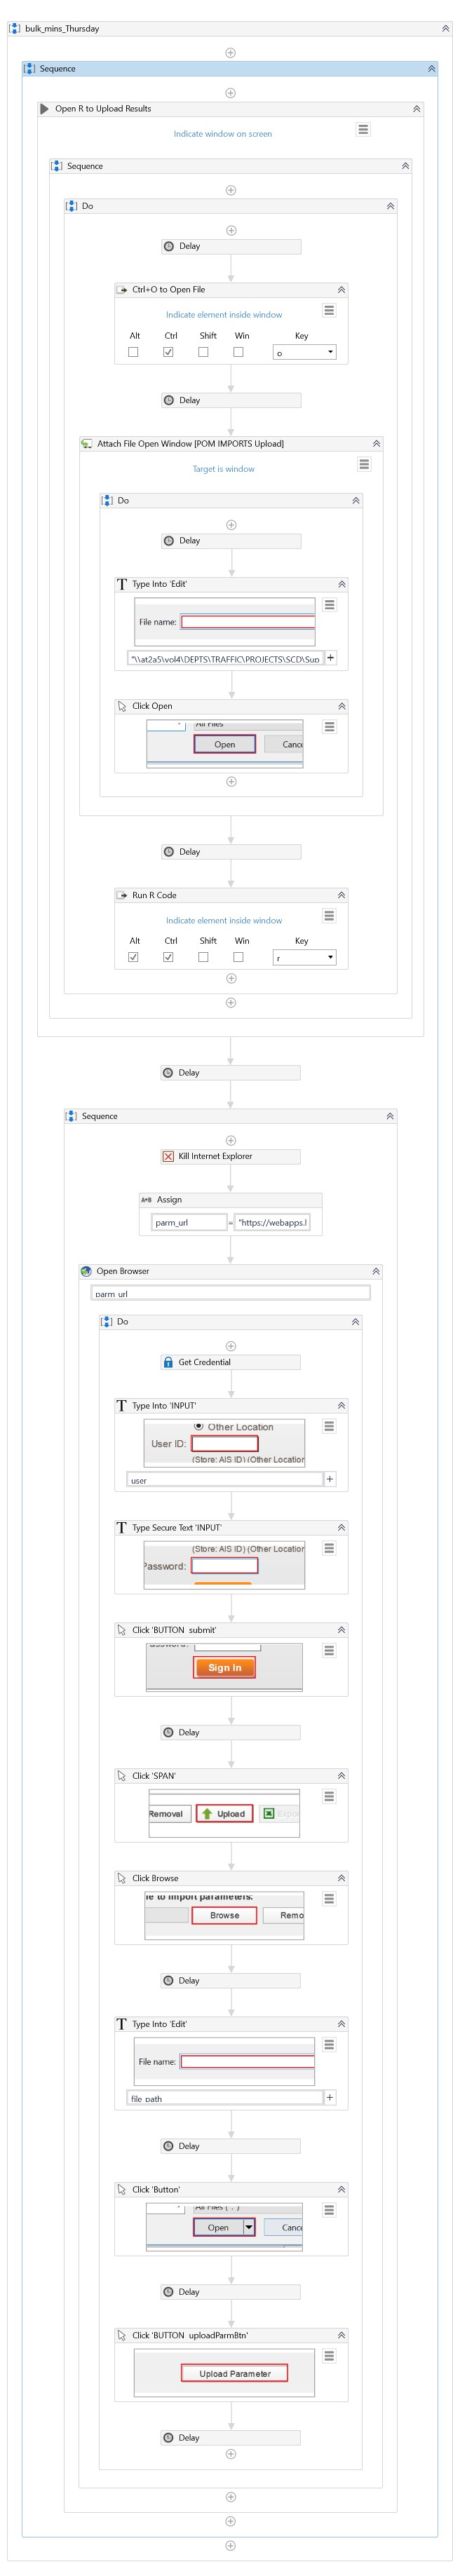 bulk_mins_Thursday
Sequence
Open R to Upload Results
Indicate window on screen
Sequence
Do
Delay
Ctrl+O to Open File
Indicate element inside window
Alt Ctrl Shift Win Key
o
Delay
Attach File Open Window [POM IMPORTS Upload]
Target is window
Do
Delay
Type Into 'Edit'
File name:
"\\at2a5\vol4\DEPTS\TRAFFIC\PROJECTS\SCD\Sup
Click Open
All Files
Open Canc
Delay
Run R Code
Indicate element inside window
Alt Ctrl Shift Win Key
r
Delay
Sequence
Kill Internet Explorer
A*B Assign
parm_url = "https://webapps.l
Open Browser
parm_url
Do
Get Credential
Type Into 'INPUT'
Other Location
User ID:
(Store: AIS ID) (Other Location
user
Type Secure Text 'INPUT'
(Store: AIS ID) (Other Location
Password:
Click 'BUTTON submit'
assword:
Sign In
Delay
Click 'SPAN'
Removal Upload Expor
Click Browse
le to import parameters:
Browse Remo
Delay
Type Into 'Edit'
File name:
file_path
Delay
Click 'Button'
All Files (*.*)
Open Canc
Delay
Click 'BUTTON uploadParmBtn'
Upload Parameter
Delay